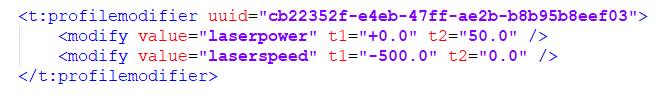 <t:profilemodifier uuid="cb22352f-e4eb-47ff-ae2b-b8b95b8eef03">
<modify value="laserpower" t1="+0.0" t2="50.0" />
<modify value="laserspeed" t1="-500.0" t2="0.0" />
</t:profilemodifier>